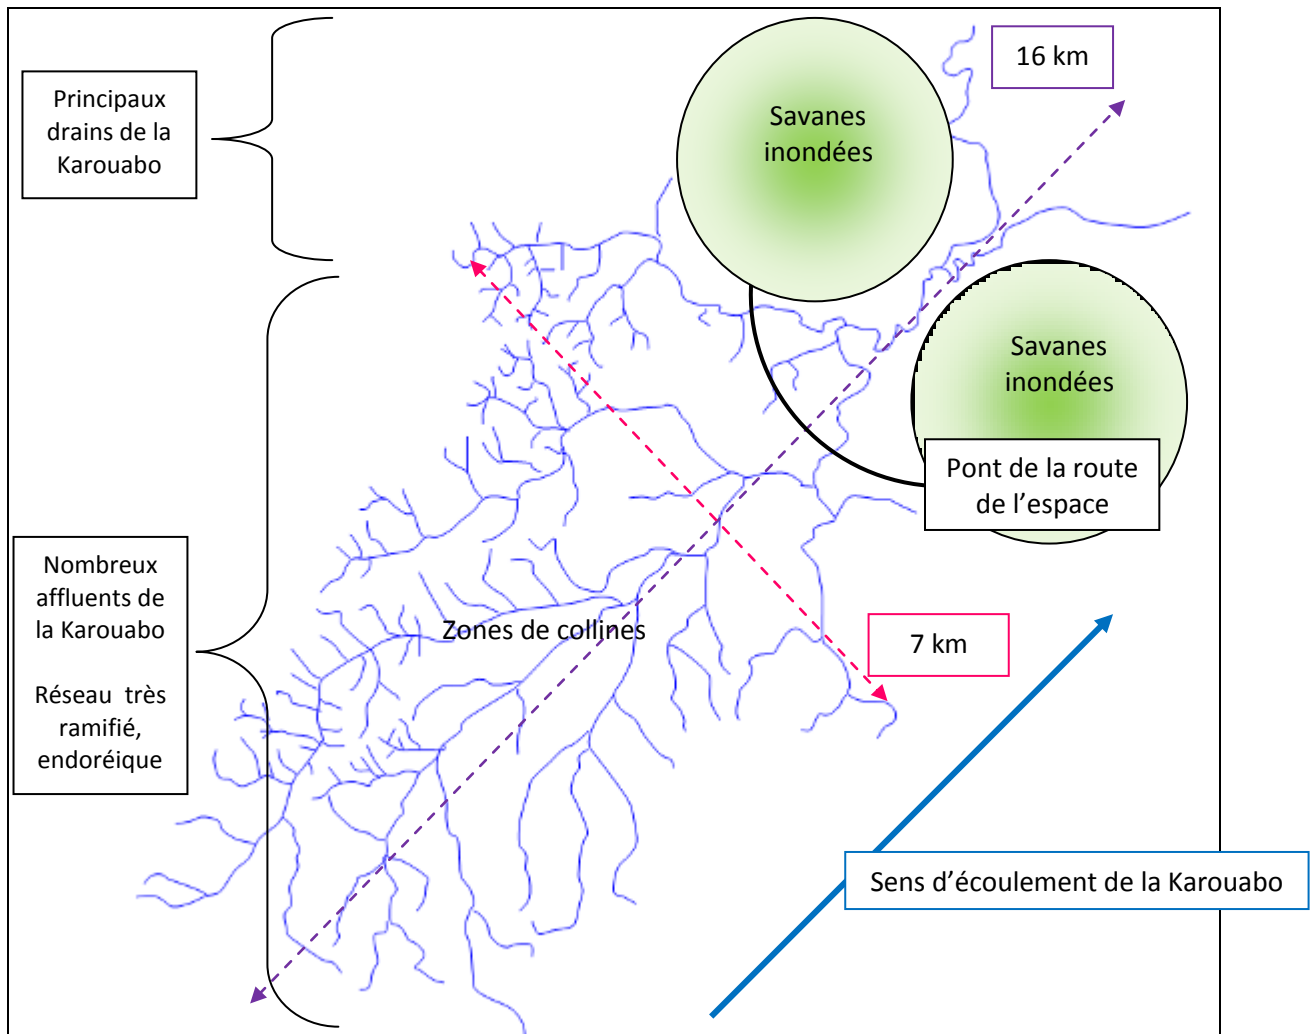 16 km
Principaux
drains de la
Karouabo
Savanes
inondées
Savanes
inondées
Pont de la route
de l’espace
Nombreux
affluents de
la Karouabo
Réseau très
ramifié,
endoréique
Zones de collines
7 km
Sens d’écoulement de la Karouabo